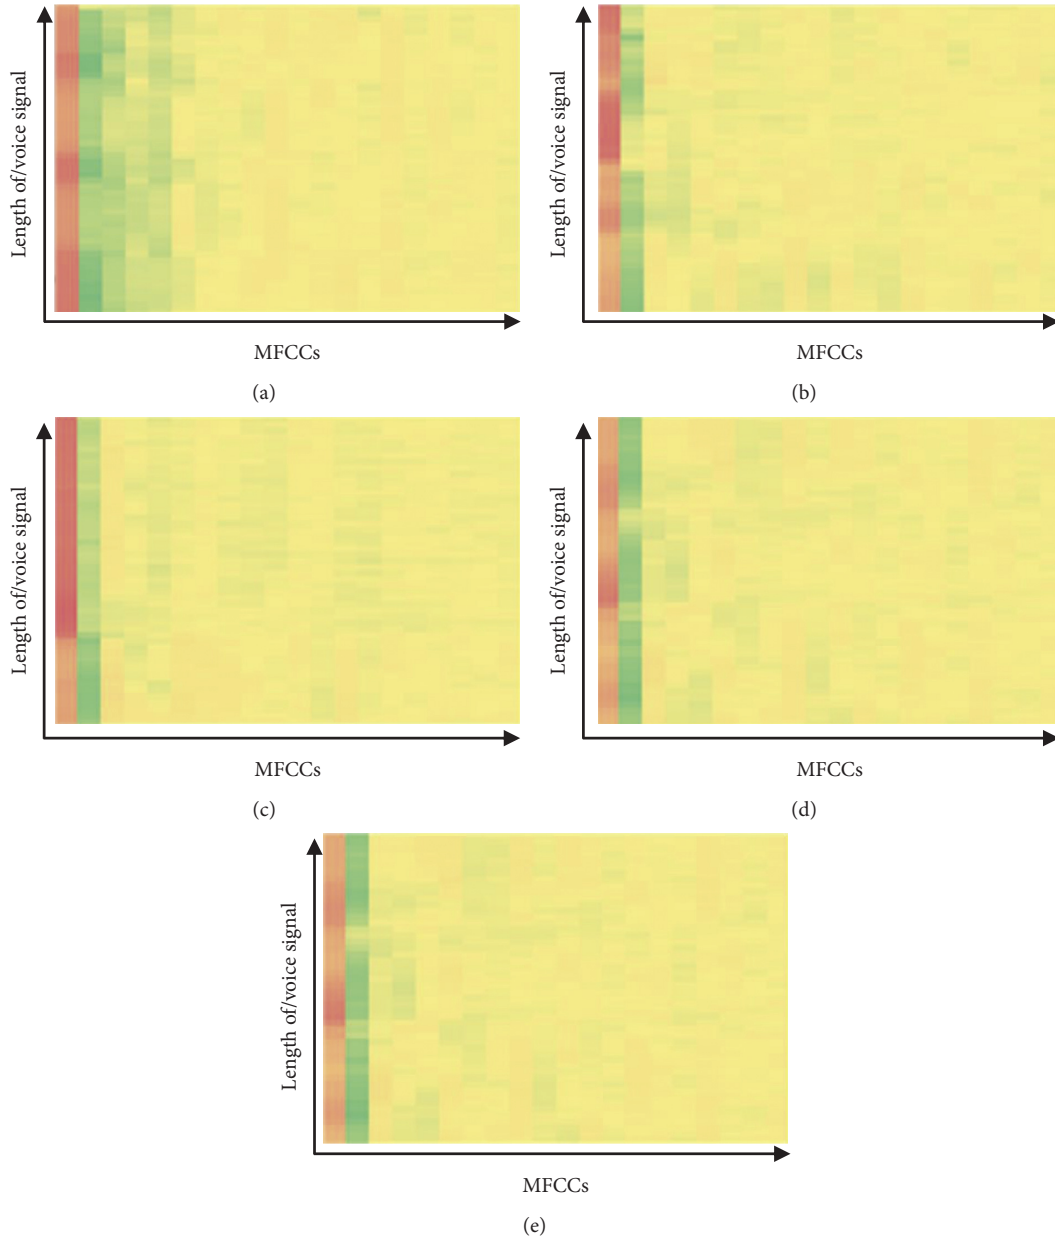 Length of/voice signal
MFCCs
(a)
Length of/voice signal
MFCCs
(b)
Length of/voice signal
MFCCs
(c)
Length of/voice signal
MFCCs
(d)
Length of/voice signal
MFCCs
(e)